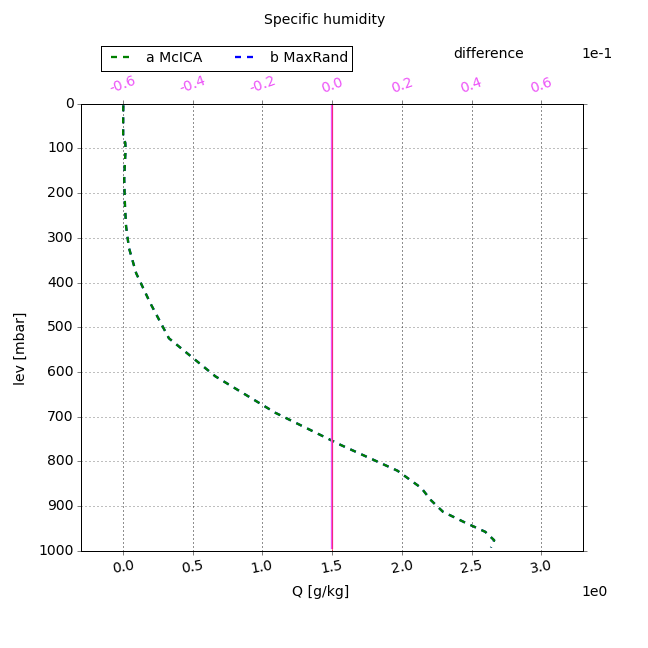 Specific humidity
a McICA b MaxRand difference 1e-1
-0.6 -0.4 -0.2 0.0 0.2 0.4 0.6
0
100
200
300
400
500
600
700
800
900
1000
lev [mbar]
0.0 0.5 1.0 1.5 2.0 2.5 3.0
Q [g/kg] 1e0